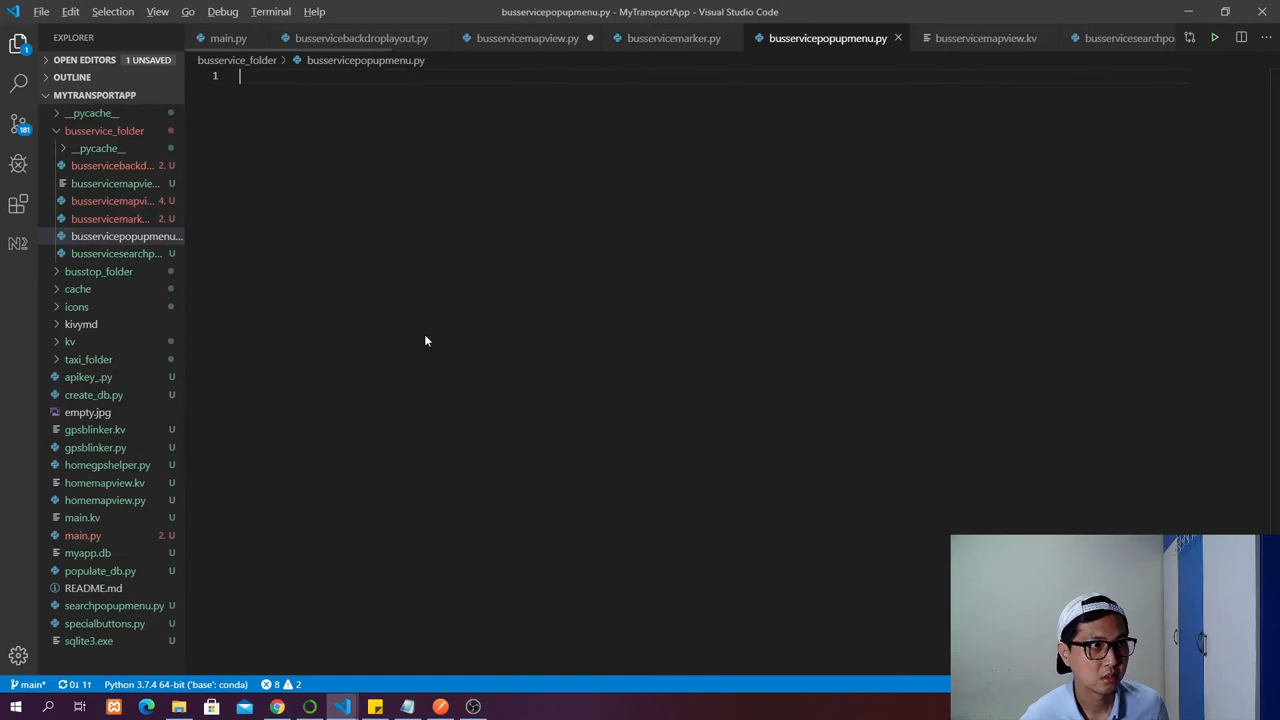 File Edit Selection View Go Debug Terminal Help
busservicepopupmenu.py - MyTransportApp - Visual Studio Code
EXPLORER
main.py
busservicebackdroplayout.py
busservicemapview.py
busservicemarker.py
busservicepopupmenu.py
busservicemapview.kv
busservicesearchpo
OPEN EDITORS 1 UNSAVED
busservice_folder > busservicepopupmenu.py
OUTLINE
1
MYTRANSPORTAPP
__pycache__
busservice_folder
__pycache__
busservicebackd... 2, U
busservicemapvie... U
busservicemapvi... 4, U
busservicemark... 2, U
busservicepopupmenu...
busservicesearchp... U
busstop_folder
cache
icons
kivymd
kv
taxi_folder
apikey_.py U
create_db.py U
empty.jpg
gpsblinker.kv U
gpsblinker.py U
homegpshelper.py U
homemapview.kv U
homemapview.py U
main.kv U
main.py 2, U
myapp.db U
populate_db.py U
README.md
searchpopupmenu.py U
specialbuttons.py U
sqlite3.exe U
1
181
main* 0↓ 1↑ Python 3.7.4 64-bit ('base': conda) 8 2